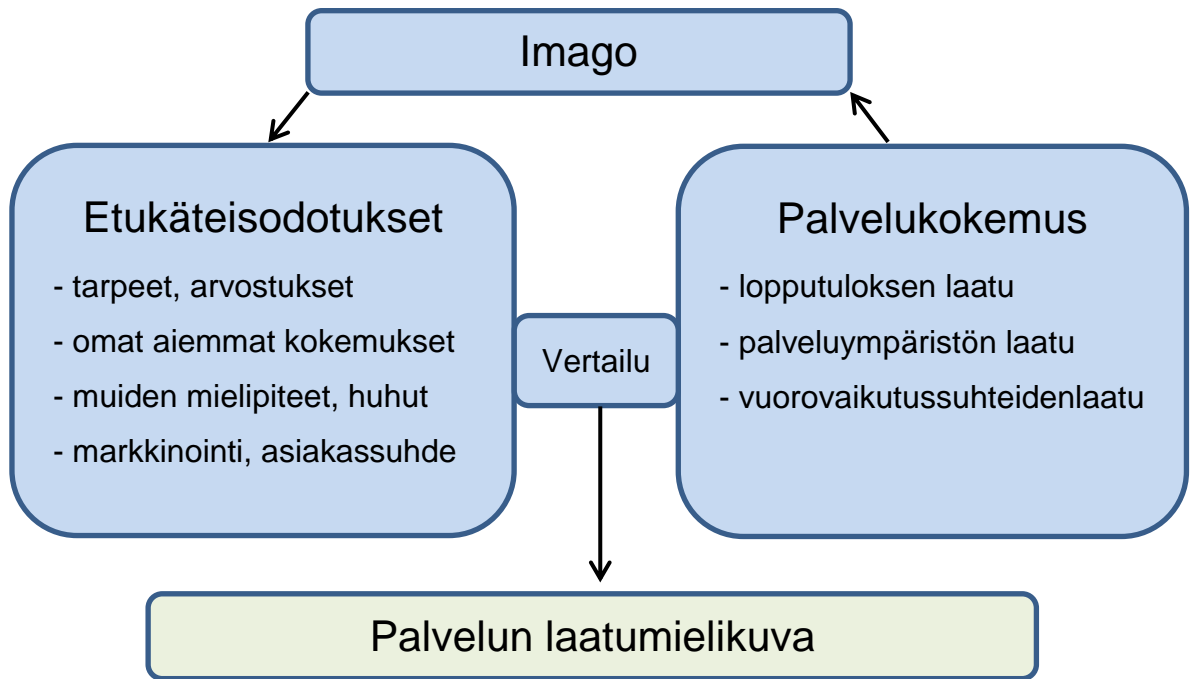 Imago
Etukäteisodotukset
- tarpeet, arvostukset
- omat aiemmat kokemukset
- muiden mielipiteet, huhut
- markkinointi, asiakassuhde
Vertailu
Palvelukokemus
- lopputuloksen laatu
- palveluympäristön laatu
- vuorovaikutussuhteidenlaatu
Palvelun laatumielikuva